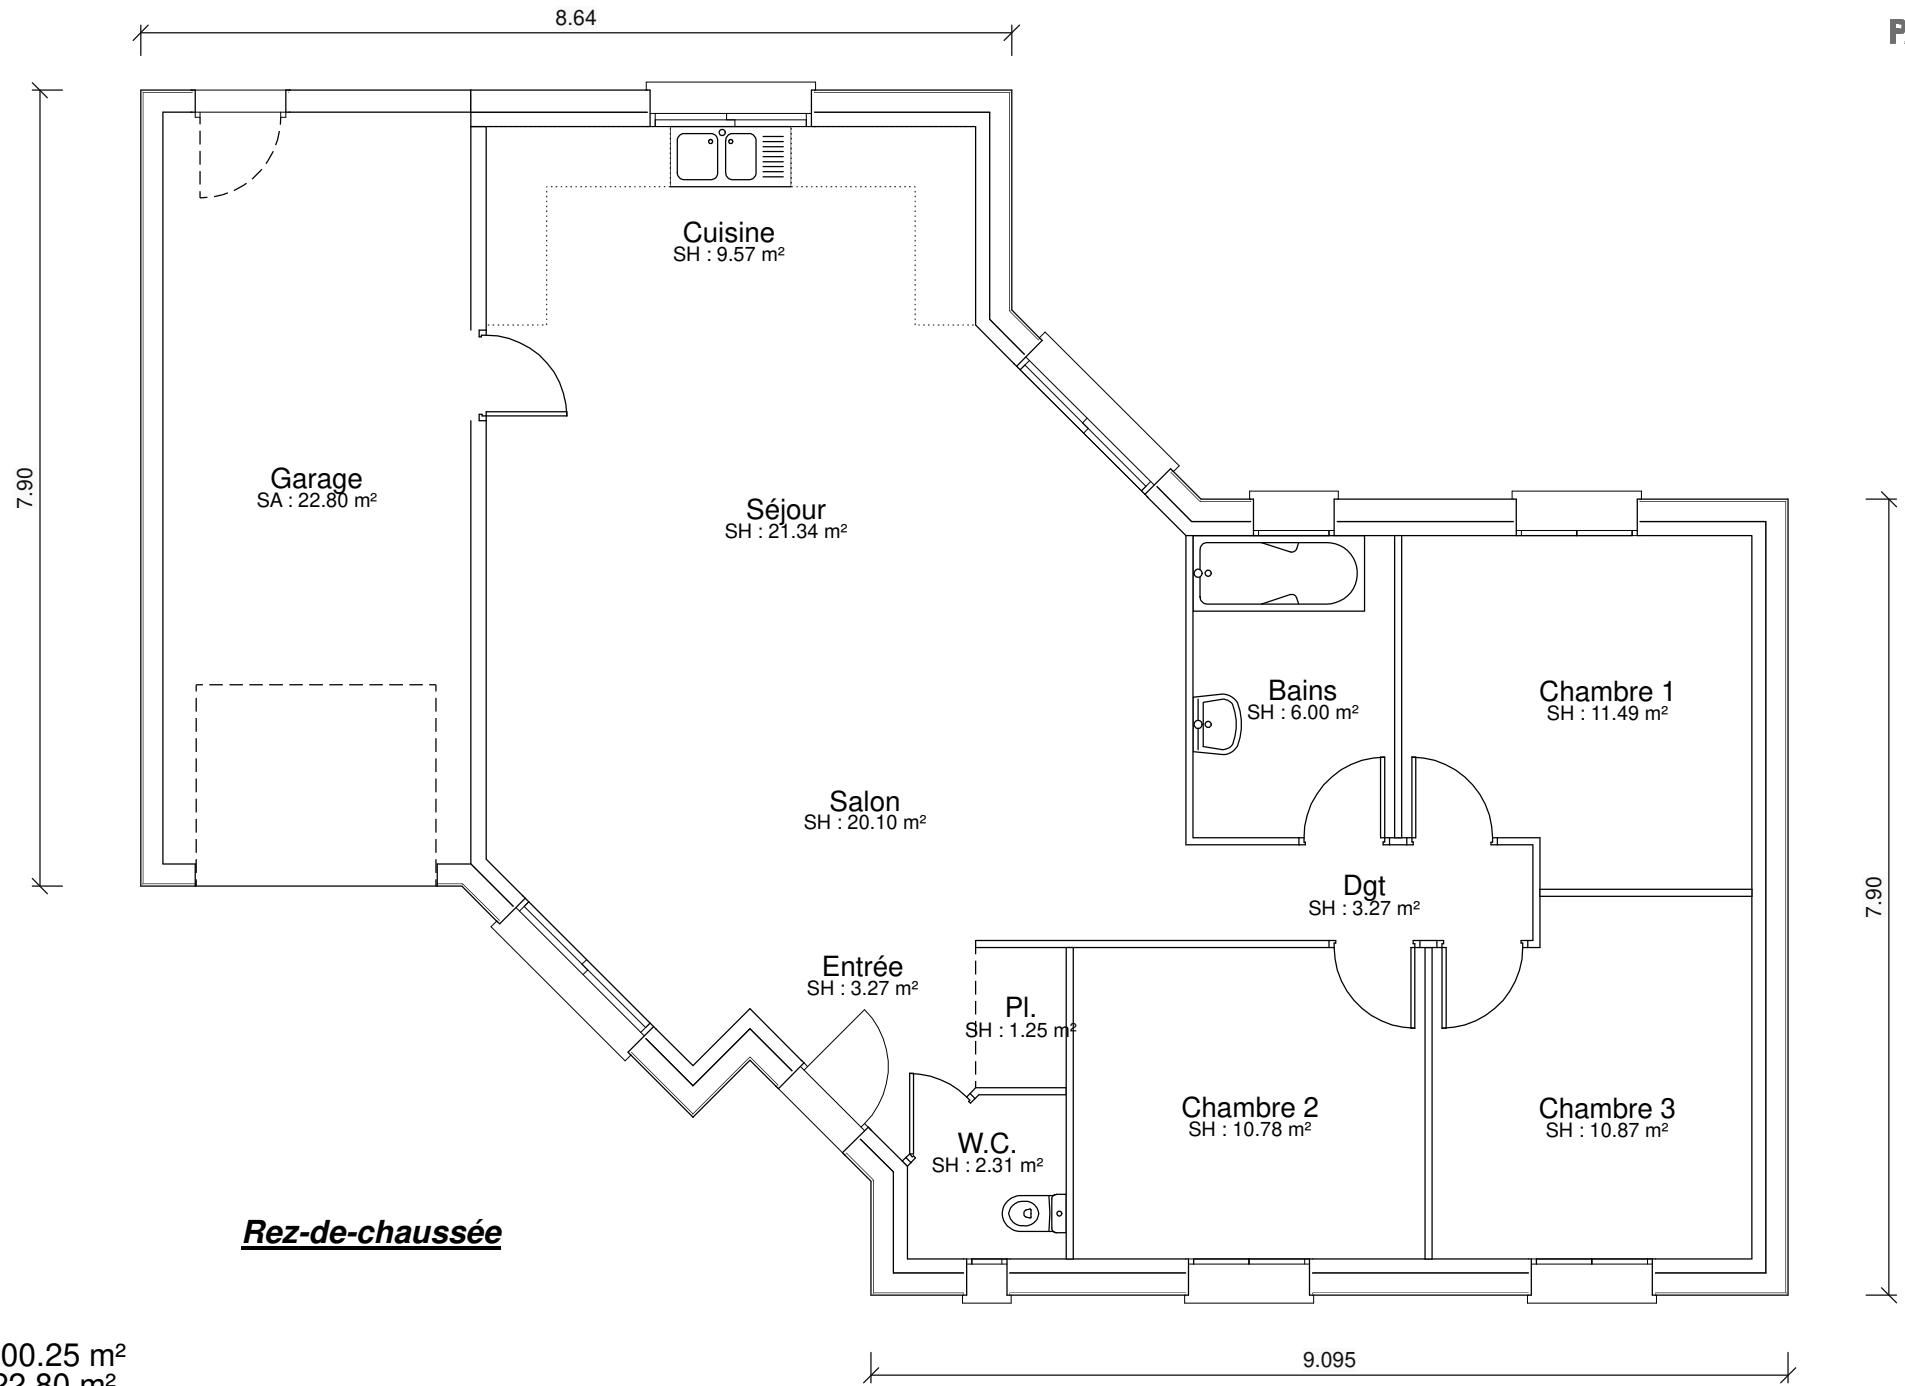 8.64
Cuisine
SH : 9.57 m²
Garage
SA : 22.80 m²
7.90
Séjour
SH : 21.34 m²
Bains
SH : 6.00 m²
Chambre 1
SH : 11.49 m²
Salon
SH : 20.10 m²
Dgt
SH : 3.27 m²
7.90
Entrée
SH : 3.27 m²
Pl.
SH : 1.25 m²
Chambre 2
SH : 10.78 m²
Chambre 3
SH : 10.87 m²
W.C.
SH : 2.31 m²
Rez-de-chaussée
00.25 m²
22.80 m²
9.095